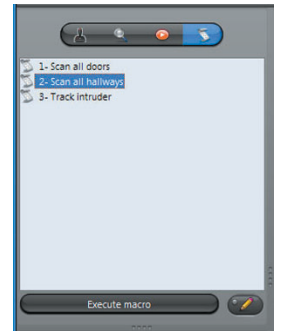 1- Scan all doors
2- Scan all hallways
3- Track intruder
Execute macro